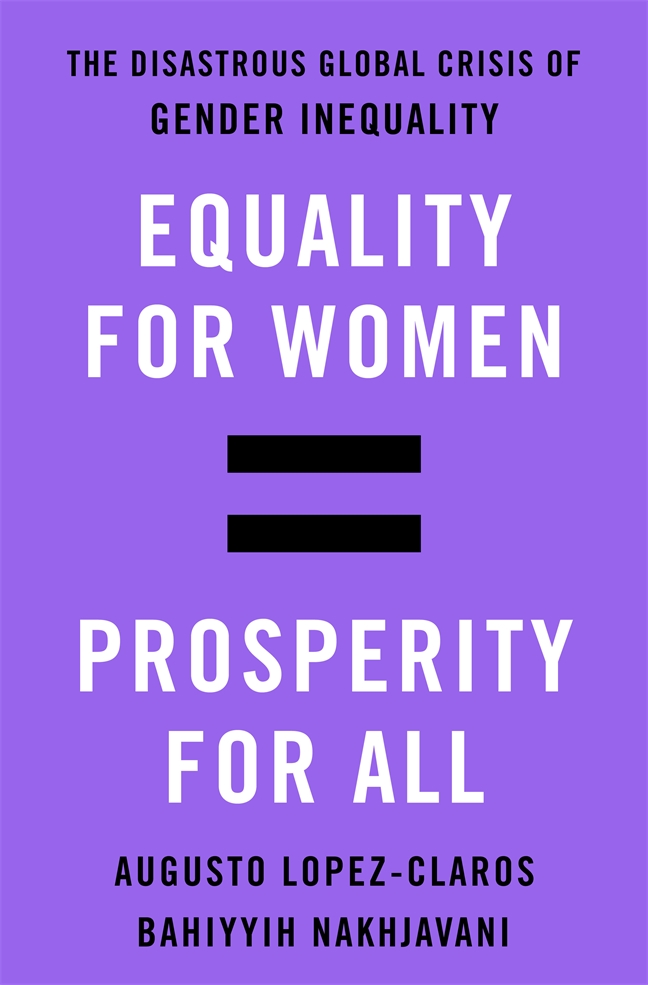 THE DISASTROUS GLOBAL CRISIS OF
GENDER INEQUALITY
EQUALITY
FOR WOMEN
=
PROSPERITY
FOR ALL
AUGUSTO LOPEZ-CLAROS
BAHIYYIH NAKHJAVANI